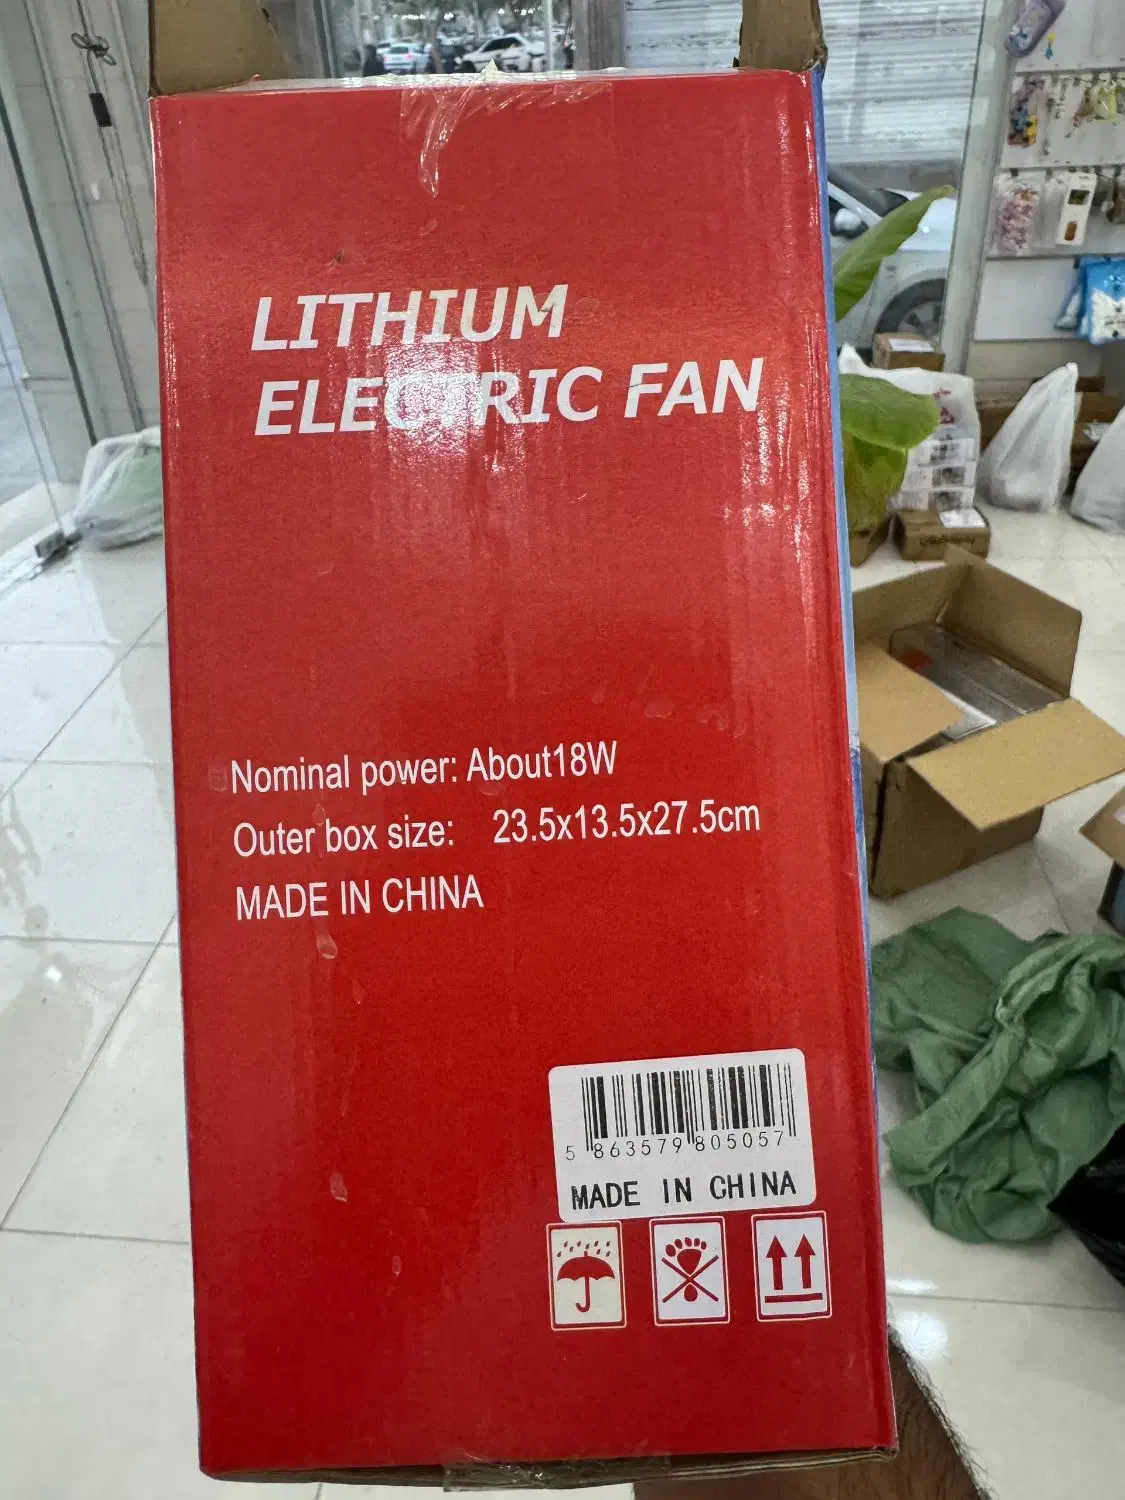 LITHIUM
ELECTRIC FAN
Nominal power: About18W
Outer box size: 23.5x13.5x27.5cm
MADE IN CHINA
5 863579 805057
MADE IN CHINA